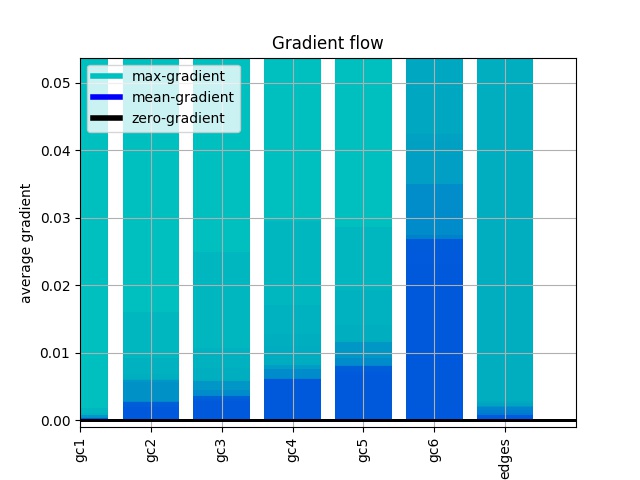 Gradient flow
max-gradient
mean-gradient
zero-gradient
average gradient
0.05
0.04
0.03
0.02
0.01
0.00
gc1
gc2
gc3
gc4
gc5
gc6
edges